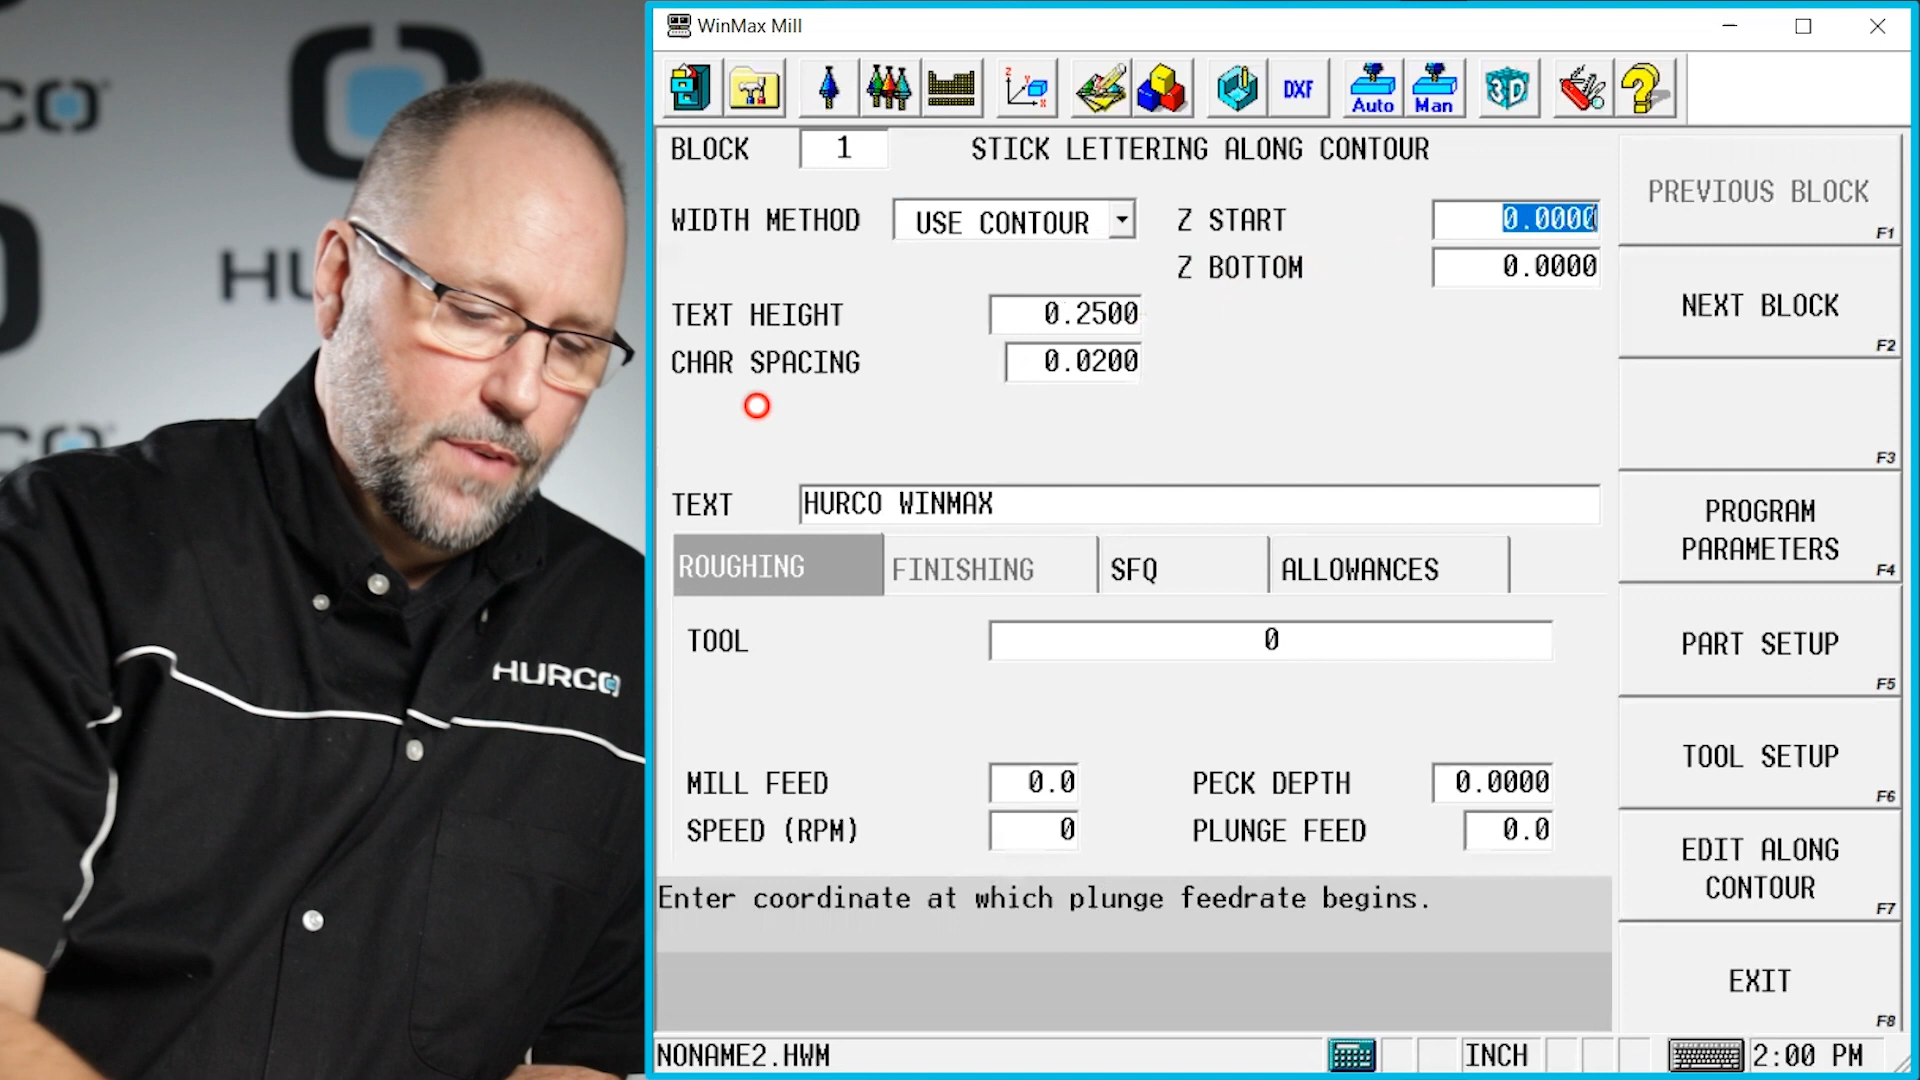 WinMax Mill
DXF
Auto
Man
3D
BLOCK 1 STICK LETTERING ALONG CONTOUR
PREVIOUS BLOCK
F1
WIDTH METHOD USE CONTOUR Z START 0.0000
Z BOTTOM 0.0000
NEXT BLOCK
F2
TEXT HEIGHT 0.2500
CHAR SPACING 0.0200
F3
TEXT HURCO WINMAX
PROGRAM
PARAMETERS
F4
ROUGHING FINISHING SFQ ALLOWANCES
TOOL 0
PART SETUP
F5
TOOL SETUP
F6
MILL FEED 0.0 PECK DEPTH 0.0000
SPEED (RPM) 0 PLUNGE FEED 0.0
EDIT ALONG
CONTOUR
F7
Enter coordinate at which plunge feedrate begins.
EXIT
F8
NONAME2.HWM INCH 2:00 PM
HURCO